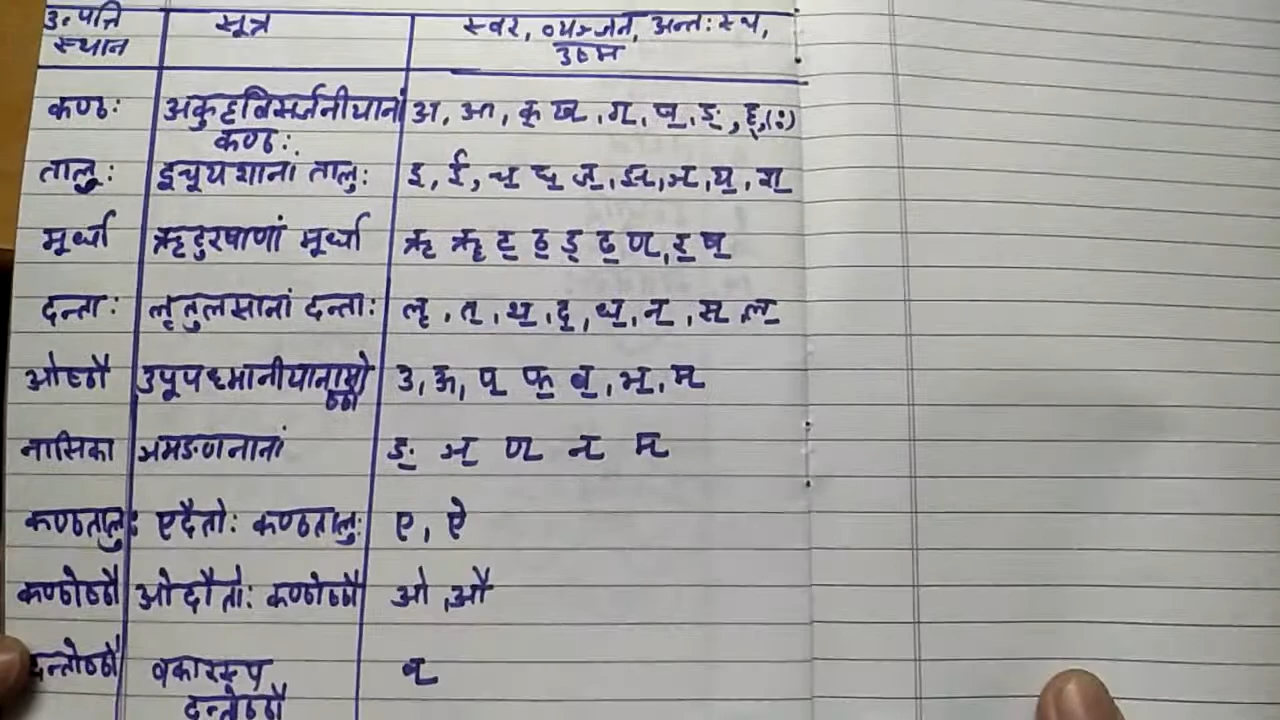 उत्पत्ति स्थान सूत्र स्वर, व्यञ्जन, अन्तःस्थ, उष्म
कण्ठः अकुहविसर्जनीयानां कण्ठः अ, आ, क् ख्, ग्, घ्, ङ्, ह्, (ः)
तालुः इचुयशानां तालुः इ, ई, च् छ् ज्, झ्, ञ्, य्, श्
मूर्धा ऋटुरषाणां मूर्धा ऋ ॠ ट् ठ् ड् ढ् ण्, र् ष्
दन्ताः लृतुलसानां दन्ताः लृ, त्, थ्, द्, ध्, न्, स्, ल्
ओष्ठौ उपूपध्मानीयानामोष्ठौ उ, ऊ, प् फ् ब्, भ्, म्
नासिका ञमङणनानां ङ् ञ् ण् न् म्
कण्ठतालुः एदैतोः कण्ठतालुः ए, ऐ
कण्ठोष्ठौ ओदौतोः कण्ठोष्ठौ ओ, औ
दन्तोष्ठौ वकारस्य दन्तोष्ठौ व्